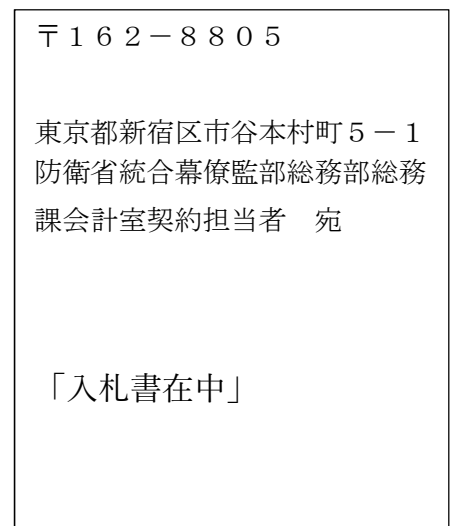 〒１６２－８８０５
東京都新宿区市谷本村町５－１
防衛省統合幕僚監部総務部総務
課会計室契約担当者　宛
「入札書在中」